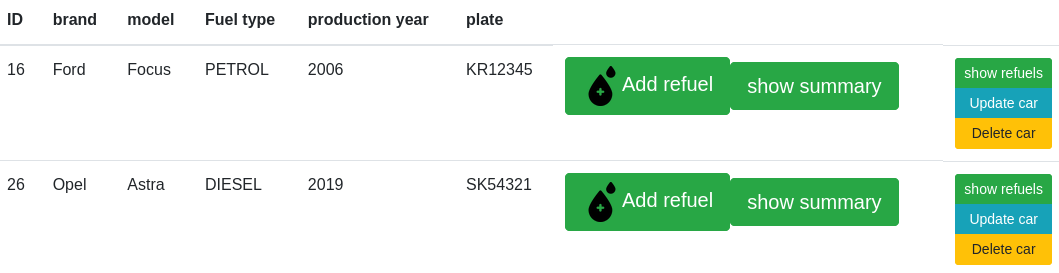 ID brand model Fuel type production year plate
16 Ford Focus PETROL 2006 KR12345 Add refuel show summary show refuels
Update car
Delete car
26 Opel Astra DIESEL 2019 SK54321 Add refuel show summary show refuels
Update car
Delete car